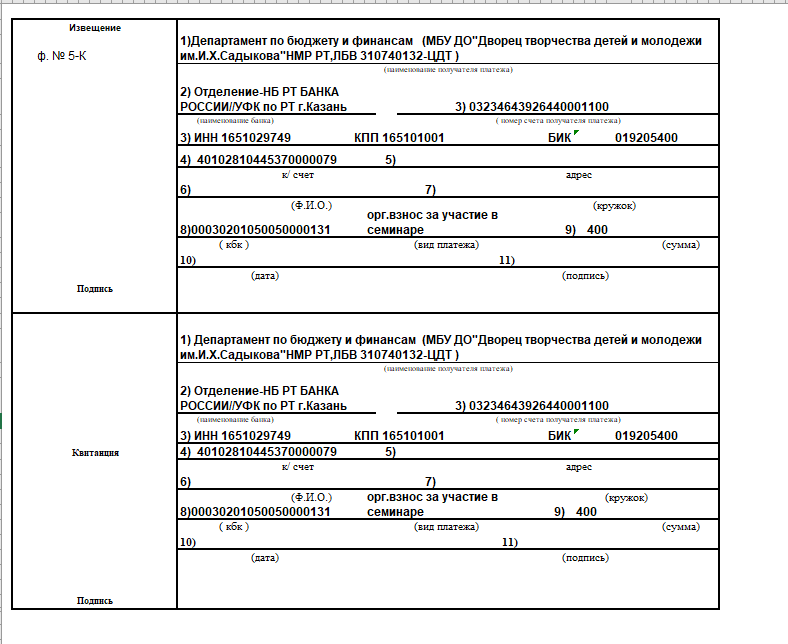 Извещение
ф. № 5-К
1)Департамент по бюджету и финансам (МБУ ДО"Дворец творчества детей и молодежи
им.И.Х.Садыкова"НМР РТ,ЛБВ 310740132-ЦДТ )
(наименование получателя платежа)
2) Отделение-НБ РТ БАНКА
РОССИИ//УФК по РТ г.Казань 3) 03234643926440001100
(наименование банка) ( номер счета получателя платежа)
3) ИНН 1651029749 КПП 165101001 БИК 019205400
4) 40102810445370000079 5)
к/ счет адрес
6) 7)
(Ф.И.О.) (кружок)
орг.взнос за участие в
8)00030201050050000131 семинаре 9) 400
( кбк ) (вид платежа) (сумма)
10) 11)
(дата) (подпись)
Подпись
1) Департамент по бюджету и финансам (МБУ ДО"Дворец творчества детей и молодежи
им.И.Х.Садыкова"НМР РТ,ЛБВ 310740132-ЦДТ )
(наименование получателя платежа)
2) Отделение-НБ РТ БАНКА
РОССИИ//УФК по РТ г.Казань 3) 03234643926440001100
(наименование банка) ( номер счета получателя платежа)
3) ИНН 1651029749 КПП 165101001 БИК 019205400
Квитанция
4) 40102810445370000079 5)
к/ счет адрес
6) 7)
(Ф.И.О.) орг.взнос за участие в (кружок)
8)00030201050050000131 семинаре 9) 400
( кбк ) (вид платежа) (сумма)
10) 11)
(дата) (подпись)
Подпись